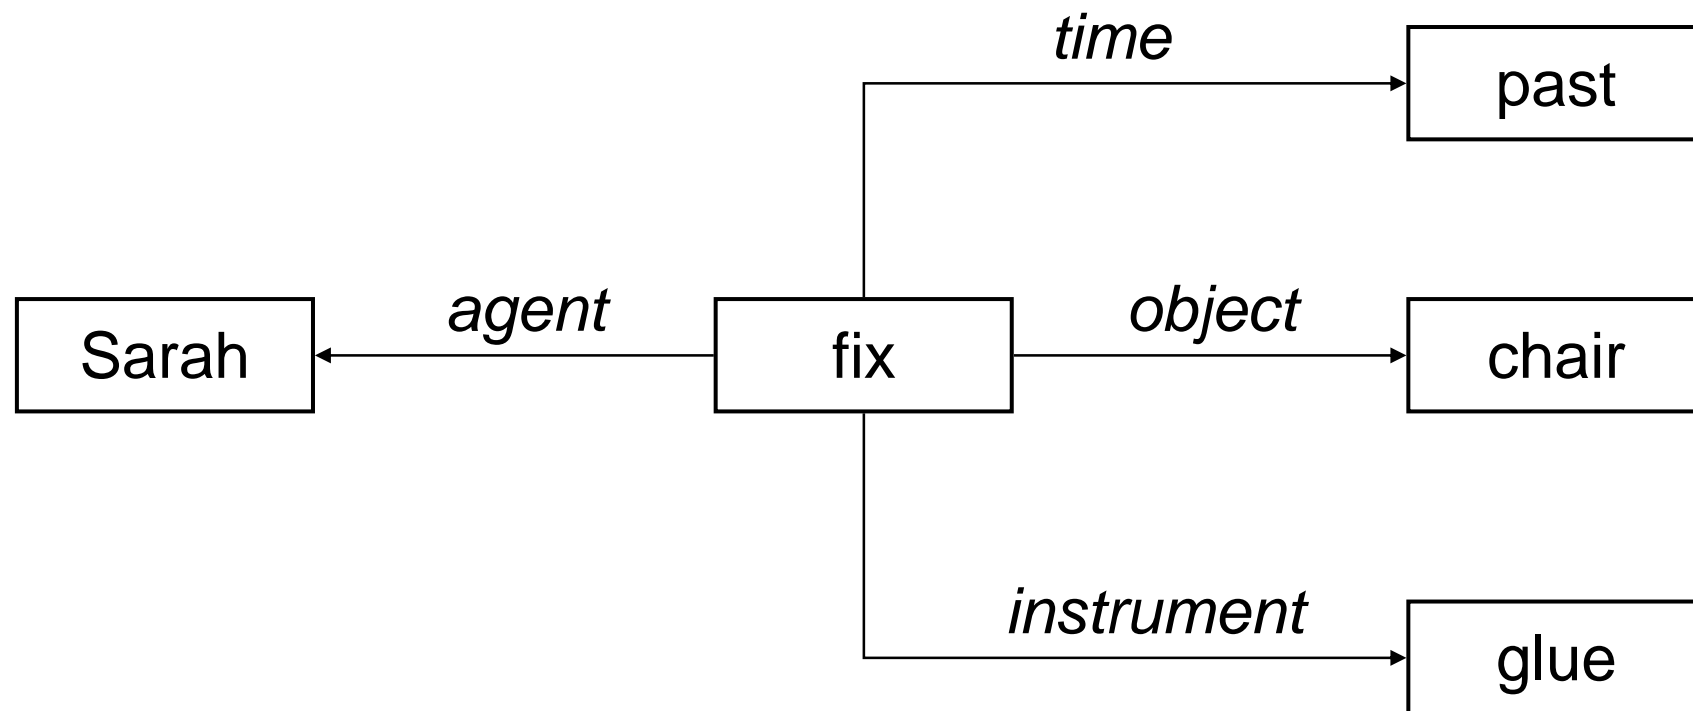 time
past
agent
object
Sarah
fix
chair
instrument
glue